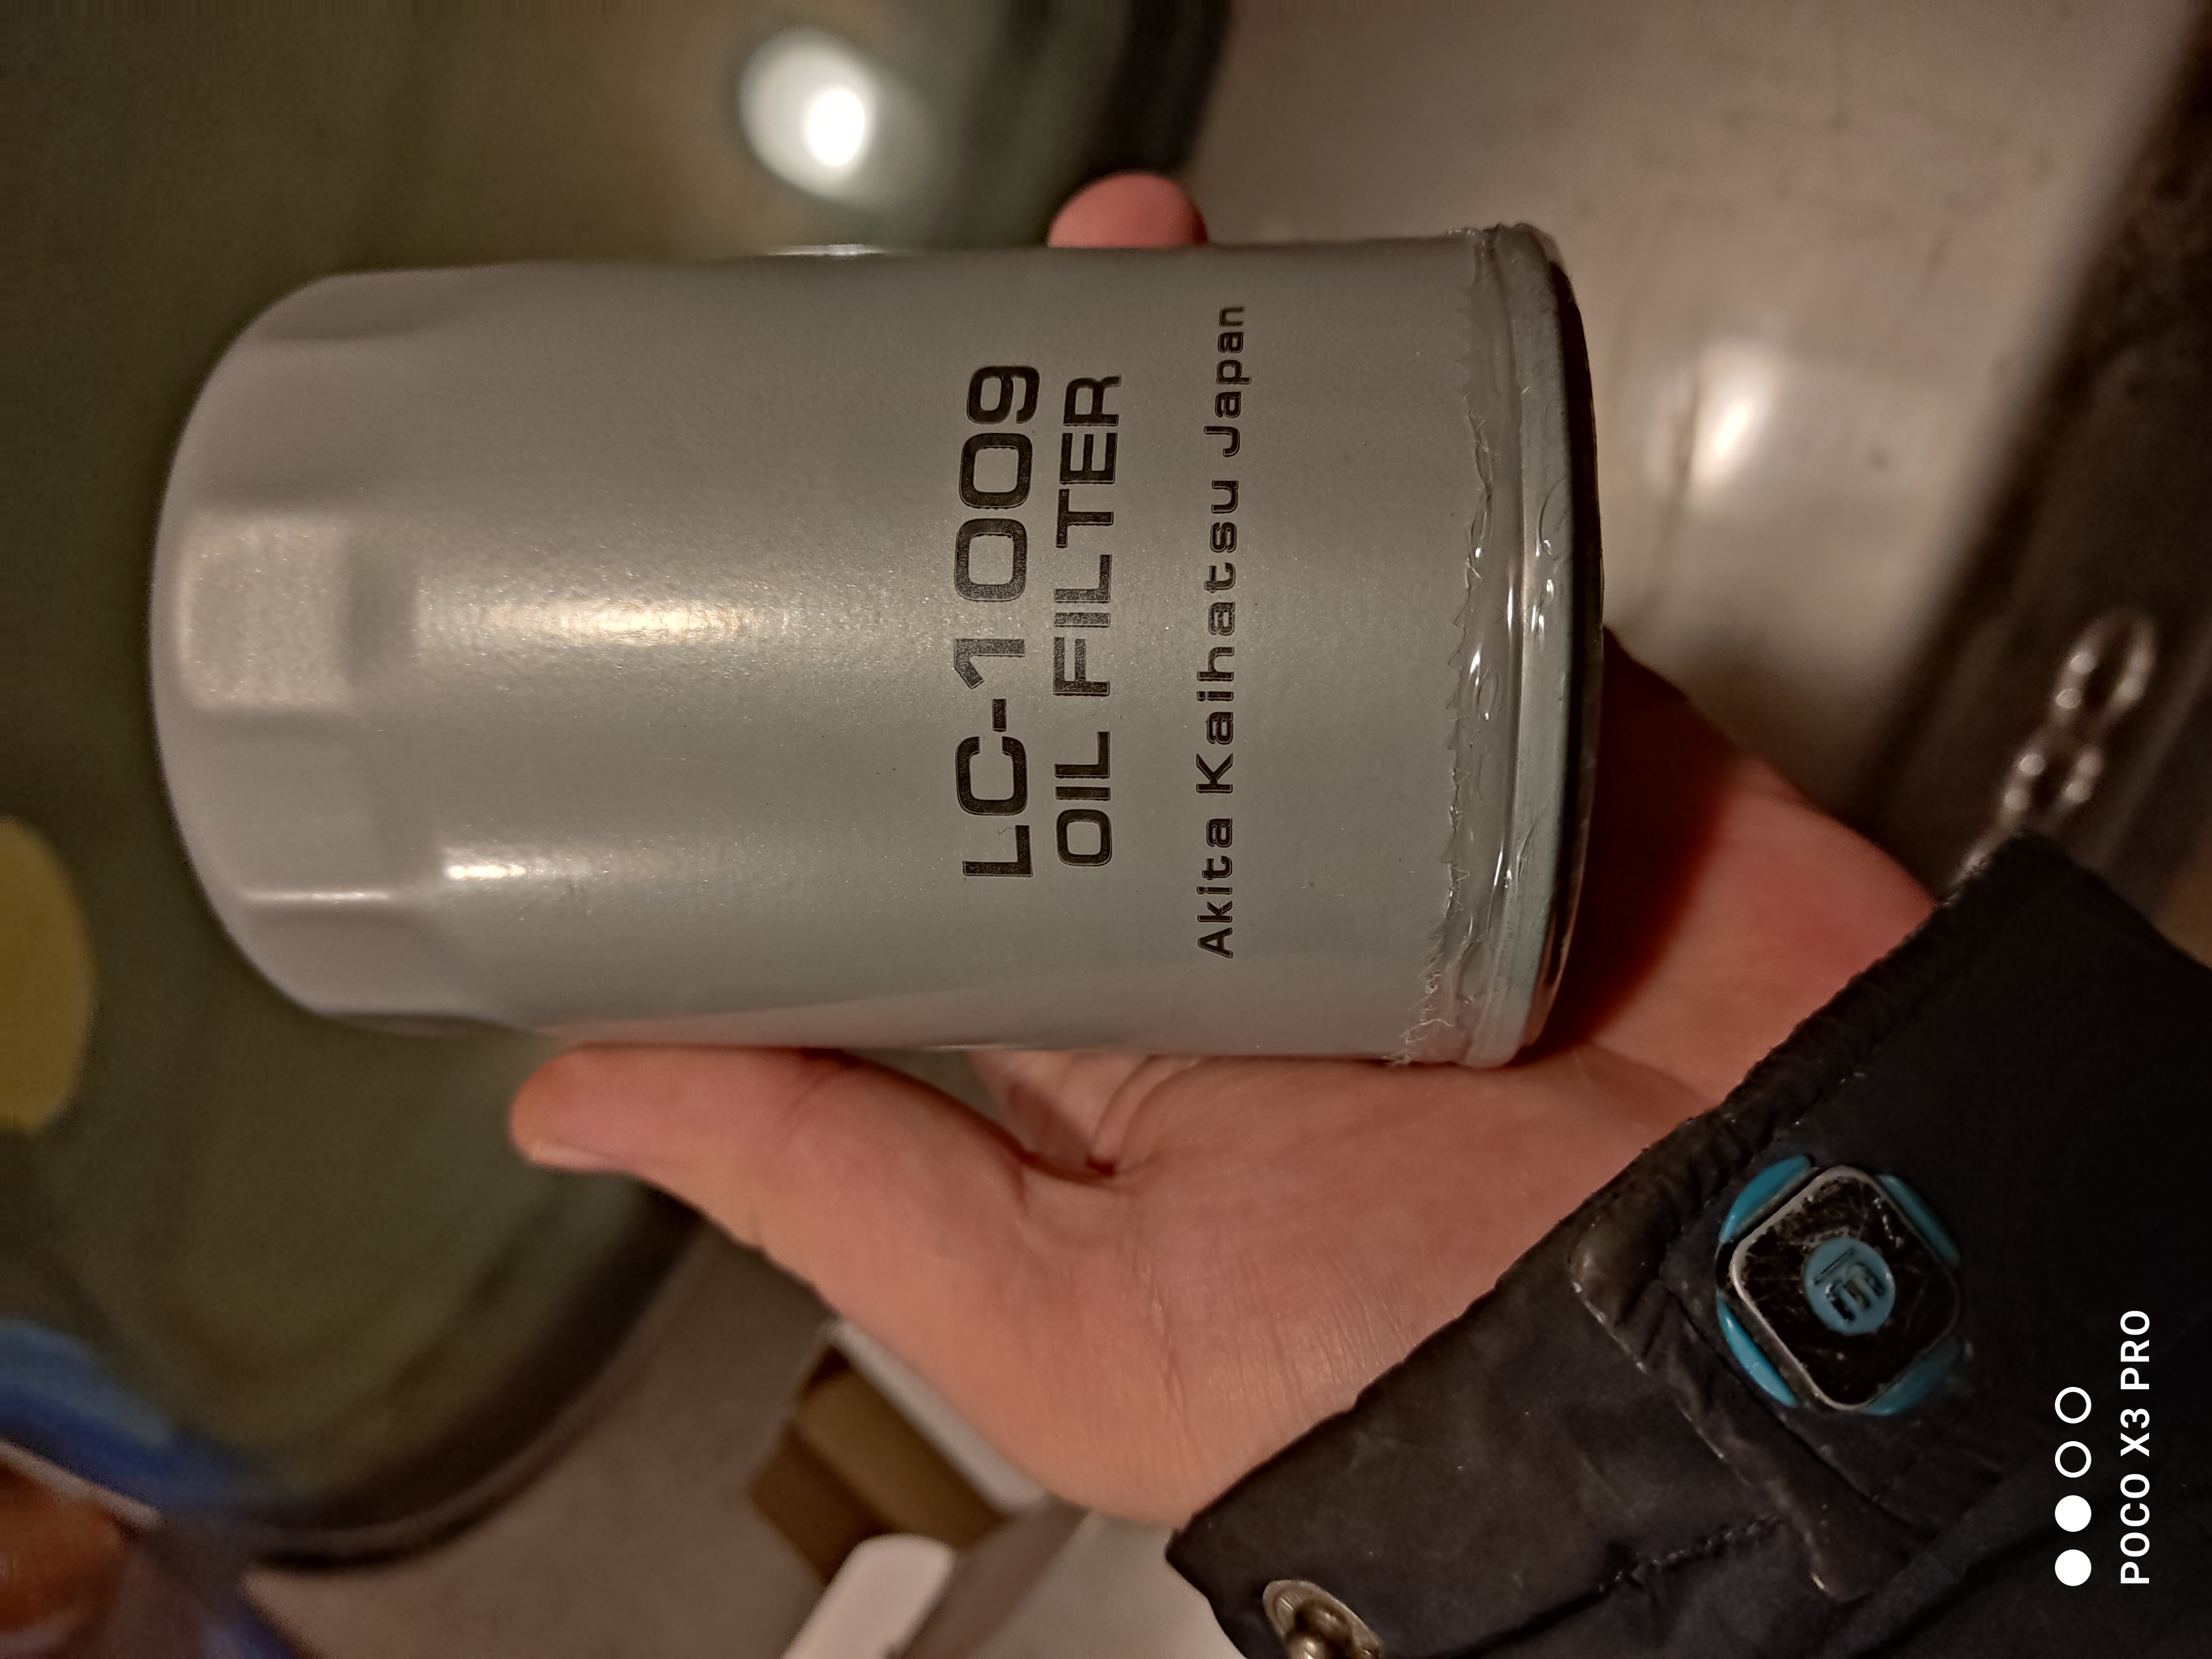 LC-1009
OIL FILTER
Akita Kaihatsu Japan
POCO X3 PRO